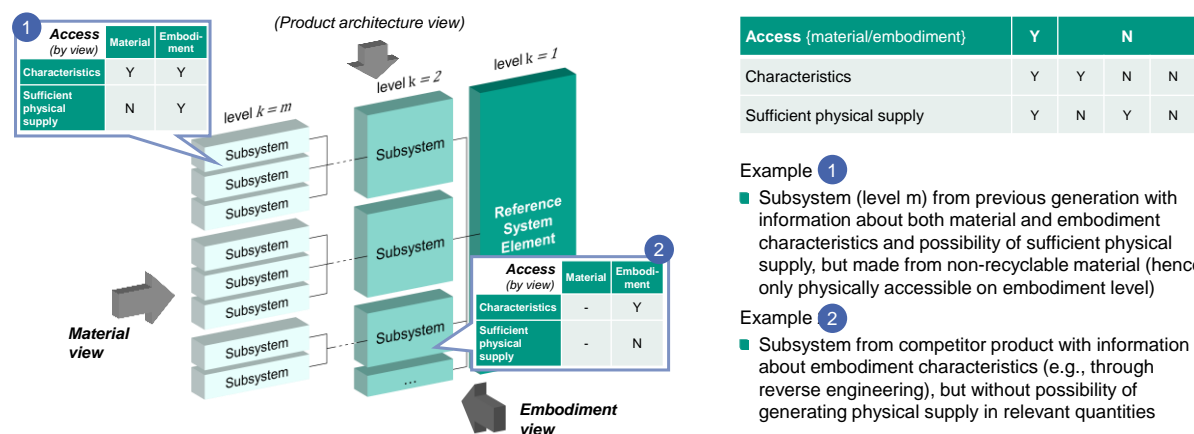 (Product architecture view)
1
Access
(by view)
Material
Embodi-
ment
Characteristics
Y
Y
Sufficient
physical
supply
N
Y
level k = m
level k = 2
level k = 1
Subsystem
Subsystem
Subsystem
Subsystem
Subsystem
Subsystem
Subsystem
Subsystem
Subsystem
Subsystem
Subsystem
...
Reference
System
Element
2
Access
(by view)
Material
Embodi-
ment
Characteristics
-
Y
Sufficient
physical
supply
-
N
Material
view
Embodiment
view
Access {material/embodiment} Y N
Characteristics Y Y N N
Sufficient physical supply Y N Y N
Example 1
Subsystem (level m) from previous generation with
information about both material and embodiment
characteristics and possibility of sufficient physical
supply, but made from non-recyclable material (hence
only physically accessible on embodiment level)
Example 2
Subsystem from competitor product with information
about embodiment characteristics (e.g., through
reverse engineering), but without possibility of
generating physical supply in relevant quantities